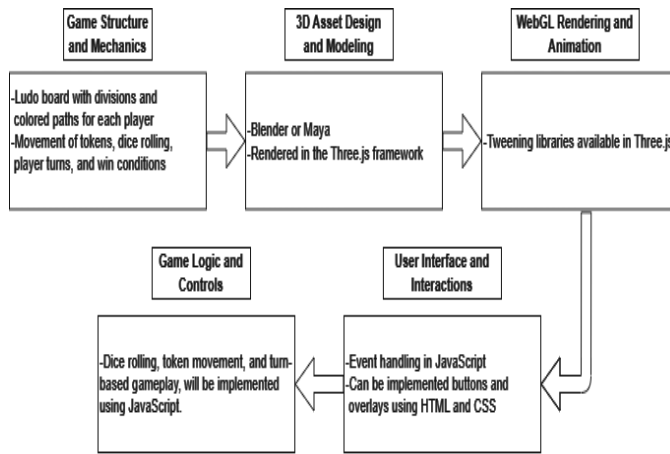 Game Structure
and Mechanics
-Ludo board with divisions and
colored paths for each player
-Movement of tokens, dice rolling,
player turns, and win conditions
3D Asset Design
and Modeling
-Blender or Maya
-Rendered in the Three.js framework
WebGL Rendering and
Animation
-Tweening libraries available in Three.js
User Interface and
Interactions
-Event handling in JavaScript
-Can be implemented buttons and
overlays using HTML and CSS
Game Logic and
Controls
-Dice rolling, token movement, and turn-
based gameplay, will be implemented
using JavaScript.